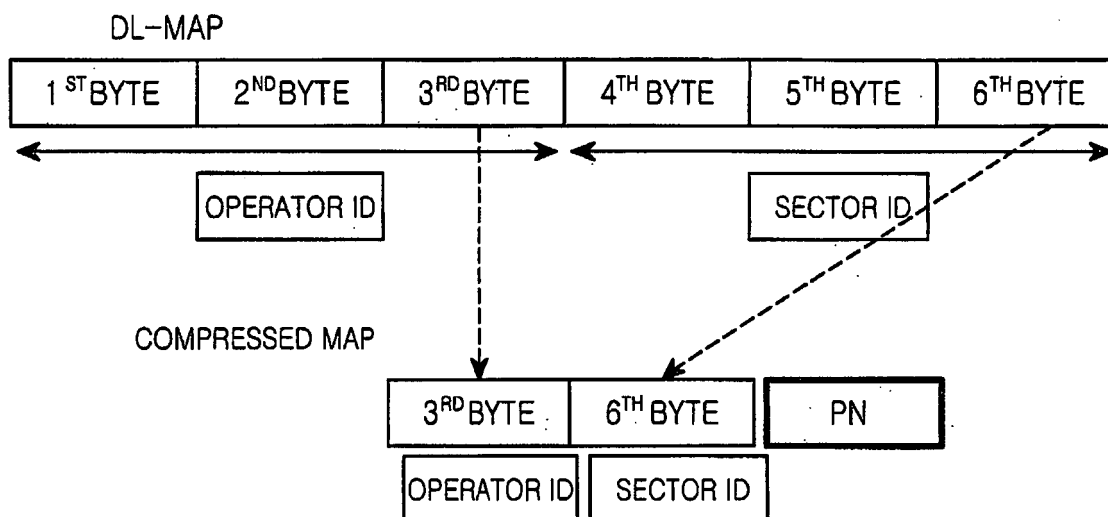 DL-MAP
1ST BYTE 2ND BYTE 3RD BYTE 4TH BYTE 5TH BYTE 6TH BYTE
OPERATOR ID SECTOR ID
COMPRESSED MAP
3RD BYTE 6TH BYTE PN
OPERATOR ID SECTOR ID